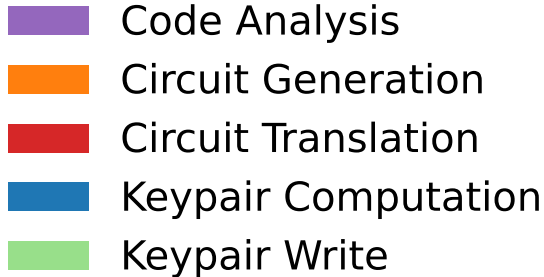 Code Analysis
Circuit Generation
Circuit Translation
Keypair Computation
Keypair Write